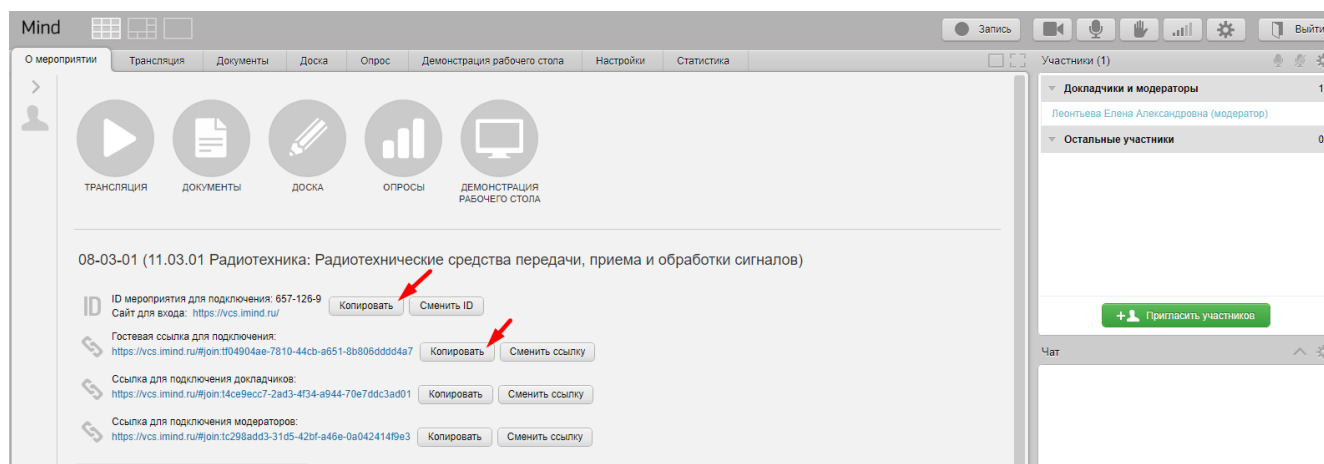 Mind
Запись
Выйти
О мероприятии
Трансляция
Документы
Доска
Опрос
Демонстрация рабочего стола
Настройки
Статистика
Участники (1)
Докладчики и модераторы 1
Леонтьева Елена Александровна (модератор)
Остальные участники 0
ТРАНСЛЯЦИЯ
ДОКУМЕНТЫ
ДОСКА
ОПРОСЫ
ДЕМОНСТРАЦИЯ
РАБОЧЕГО СТОЛА
08-03-01 (11.03.01 Радиотехника: Радиотехнические средства передачи, приема и обработки сигналов)
ID
ID мероприятия для подключения: 657-126-9
Сайт для входа: https://vcs.imind.ru/
Копировать
Сменить ID
Гостевая ссылка для подключения:
https://vcs.imind.ru/#join:tf04904ae-7810-44cb-a651-8b806dddd4a7
Копировать
Сменить ссылку
Ссылка для подключения докладчиков:
https://vcs.imind.ru/#join:t4ce9ecc7-2ad3-4f34-a944-70e7ddc3ad01
Копировать
Сменить ссылку
Ссылка для подключения модераторов:
https://vcs.imind.ru/#join:tc298add3-31d5-42bf-a46e-0a042414f9e3
Копировать
Сменить ссылку
Пригласить участников
Чат